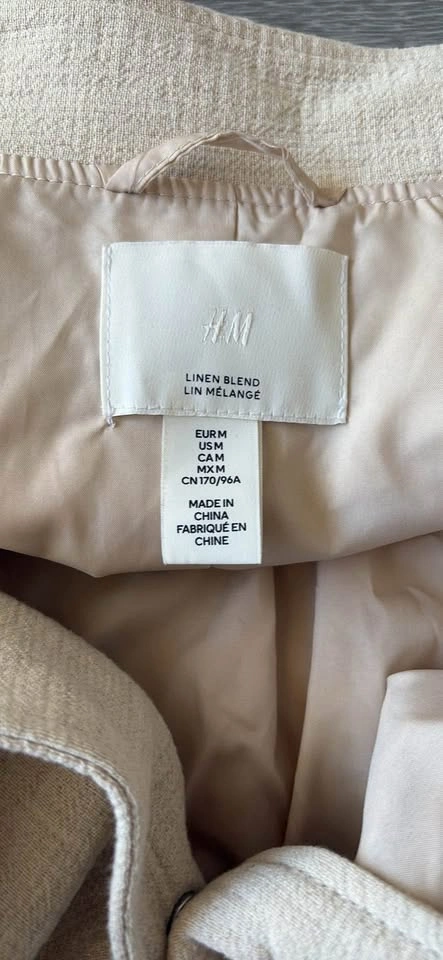 H&M
LINEN BLEND
LIN MÉLANGÉ
EUR M
US M
CA M
MX M
CN 170/96A
MADE IN
CHINA
FABRIQUÉ EN
CHINE